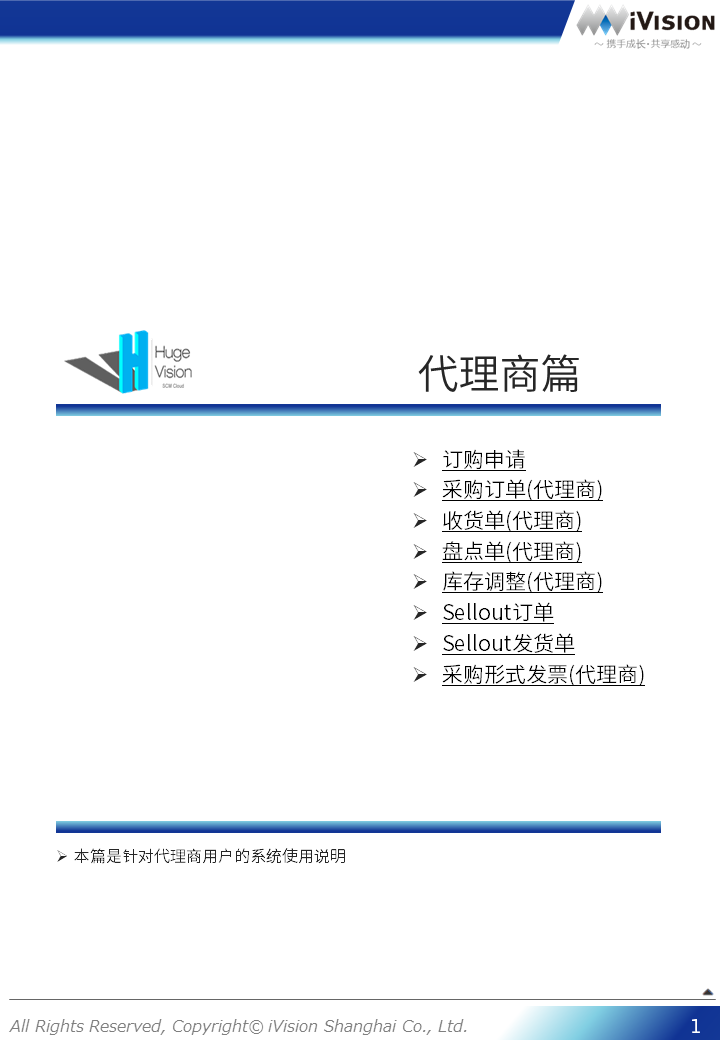 iVision
～ 携手成长·共享感动 ～
Huge
Vision
SCM Cloud
代理商篇
订购申请
采购订单(代理商)
收货单(代理商)
盘点单(代理商)
库存调整(代理商)
Sellout订单
Sellout发货单
采购形式发票(代理商)
本篇是针对代理商用户的系统使用说明
All Rights Reserved, Copyright© iVision Shanghai Co., Ltd.
1